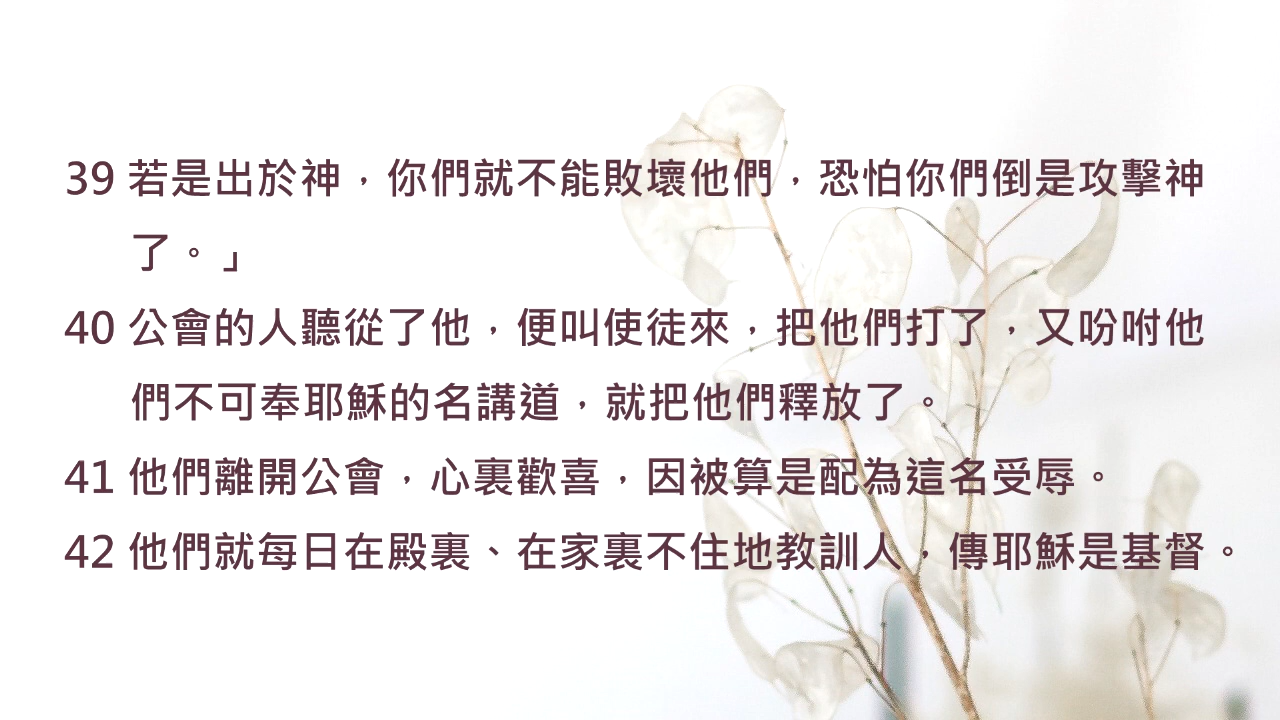 39 若是出於神，你們就不能敗壞他們，恐怕你們倒是攻擊神
了。」
40 公會的人聽從了他，便叫使徒來，把他們打了，又吩咐他
們不可奉耶穌的名講道，就把他們釋放了。
41 他們離開公會，心裏歡喜，因被算是配為這名受辱。
42 他們就每日在殿裏、在家裏不住地教訓人，傳耶穌是基督。